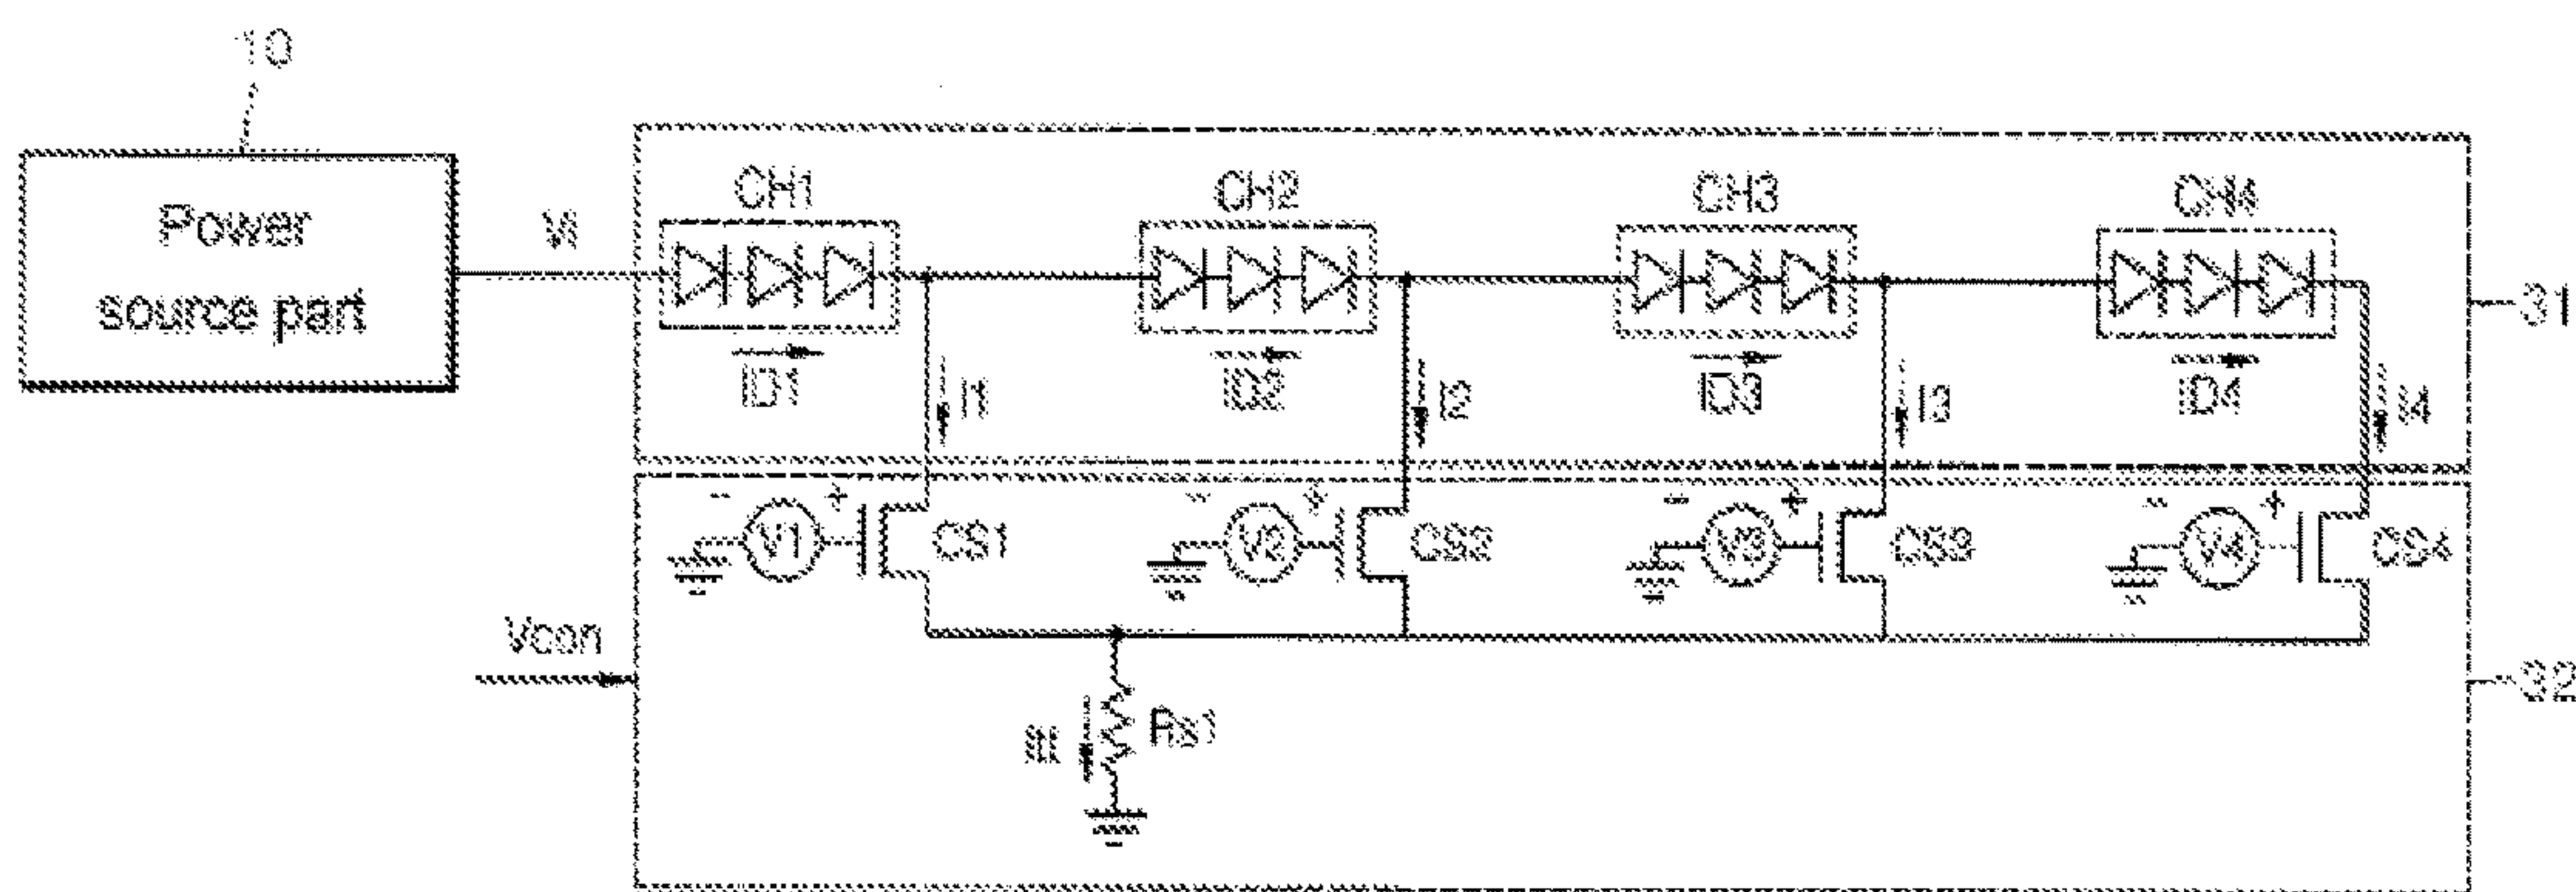 10
Power
source part
Vi
CH1
CH2
CH3
CH4
ID1
ID2
ID3
ID4
I1
I2
I3
I4
31
- +
- +
- +
- +
V1
CS1
V2
CS2
V3
CS3
V4
CS4
Vcon
Itt
Rs1
32